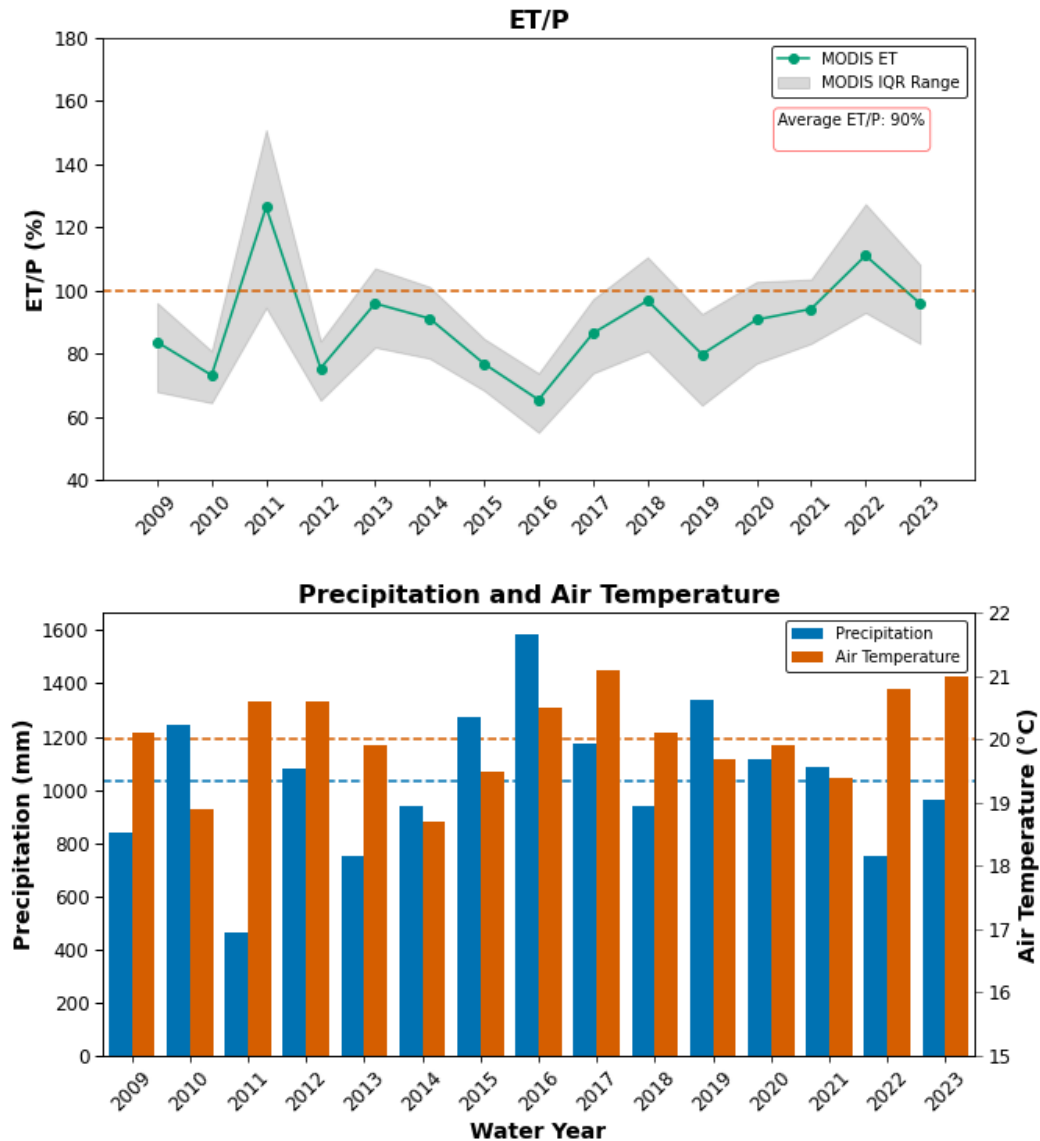 ET/P
180
160
140
120
100
80
60
40
ET/P (%)
MODIS ET
MODIS IQR Range
Average ET/P: 90%
2009 2010 2011 2012 2013 2014 2015 2016 2017 2018 2019 2020 2021 2022 2023
Precipitation and Air Temperature
1600
1400
1200
1000
800
600
400
200
0
Precipitation (mm)
Precipitation
Air Temperature
22
21
20
19
18
17
16
15
Air Temperature (°C)
2009 2010 2011 2012 2013 2014 2015 2016 2017 2018 2019 2020 2021 2022 2023
Water Year